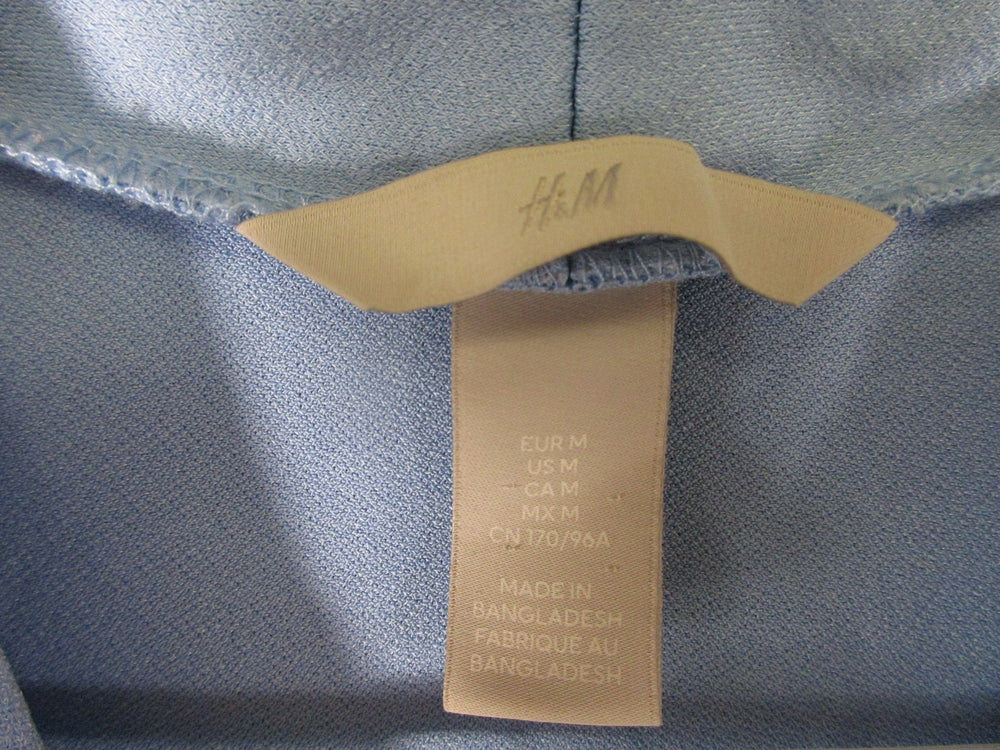 H&M
EUR M
US M
CA M
MX M
CN 170/96A
MADE IN
BANGLADESH
FABRIQUE AU
BANGLADESH